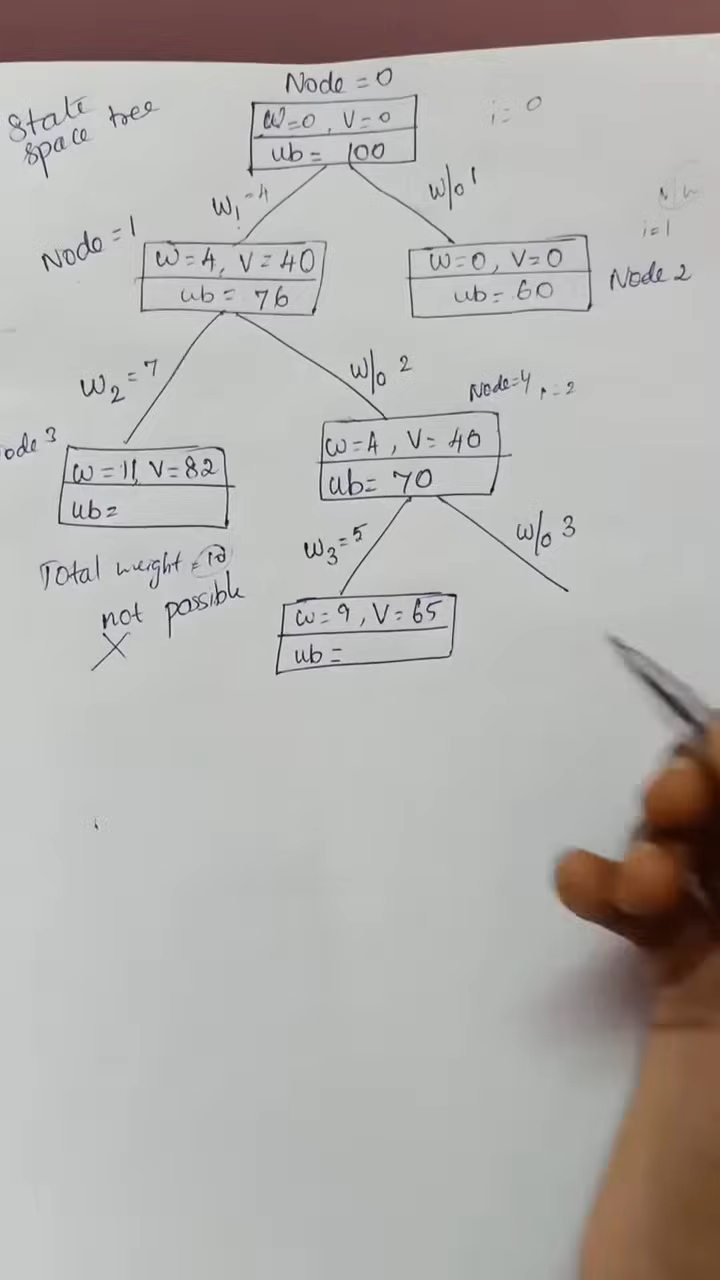 State
space tree
Node = 0
w=0, V=0
ub= 100
i= 0
w₁=4
w/o 1
Node = 1
w=4, V=40
ub= 76
w=0, V=0
ub= 60
i=1
Node 2
w₂=7
w/o 2
Node=4, i=2
ode 3
w=11, V=82
ub=
w=4, V=40
ub= 70
Total weight = 10
not possible
X
w₃=5
w/o 3
w=9, V=65
ub=